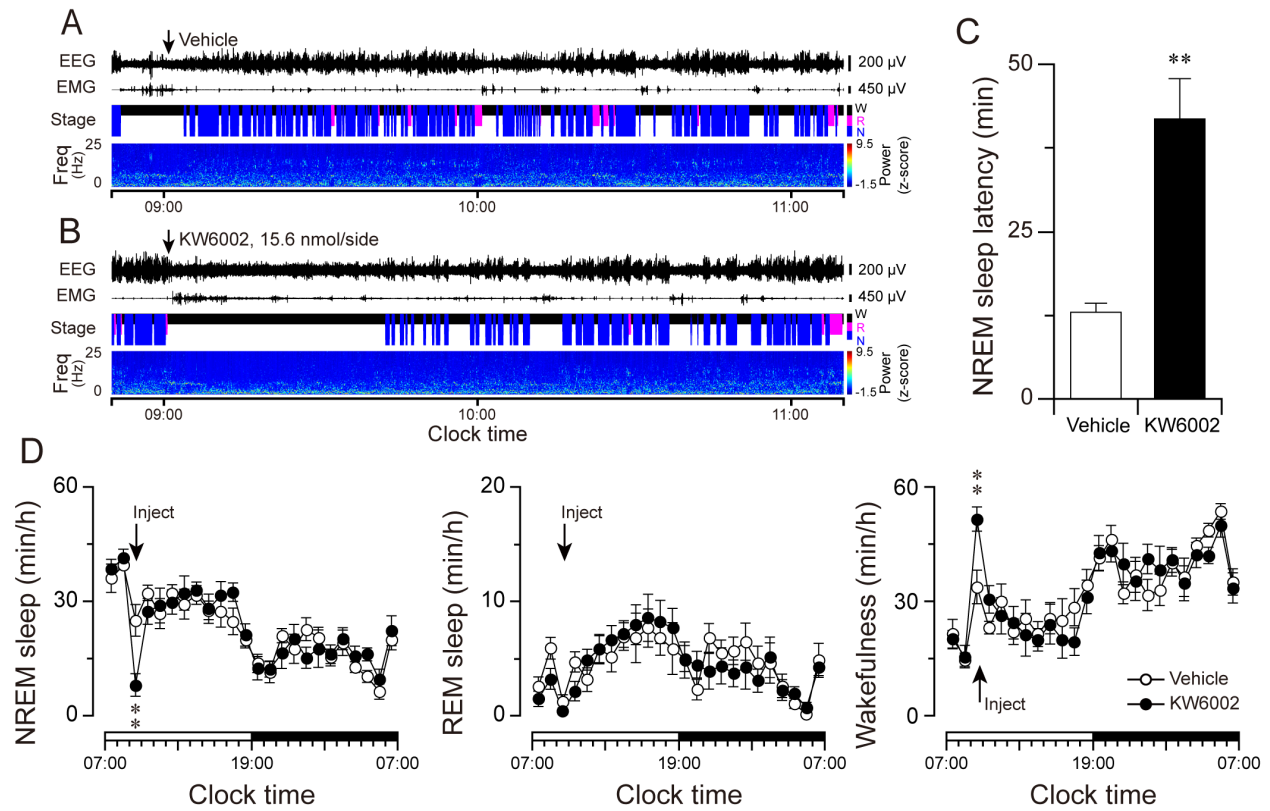 A
Vehicle
EEG
200 µV
EMG
450 µV
Stage
W
R
N
Freq
(Hz)
25
0
9.5
-1.5
Power
(z-score)
09:00
10:00
11:00
B
KW6002, 15.6 nmol/side
EEG
200 µV
EMG
450 µV
Stage
W
R
N
Freq
(Hz)
25
0
9.5
-1.5
Power
(z-score)
09:00
10:00
11:00
Clock time
C
NREM sleep latency (min)
50
25
0
**
Vehicle
KW6002
D
NREM sleep (min/h)
60
30
0
Inject
**
07:00
19:00
07:00
Clock time
REM sleep (min/h)
20
10
0
Inject
07:00
19:00
07:00
Clock time
Wakefulness (min/h)
60
30
0
**
Inject
Vehicle
KW6002
07:00
19:00
07:00
Clock time